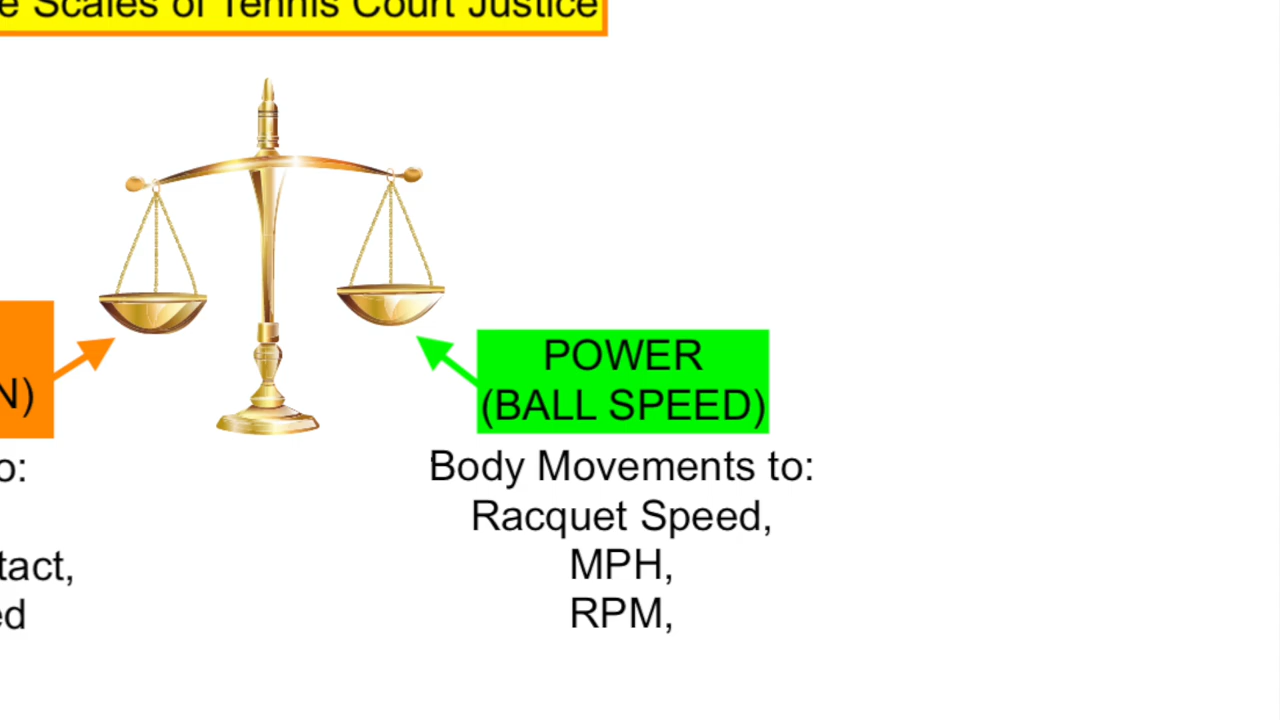 Scales of Tennis Court Justice
POWER
(BALL SPEED)
Body Movements to:
Racquet Speed,
MPH,
RPM,